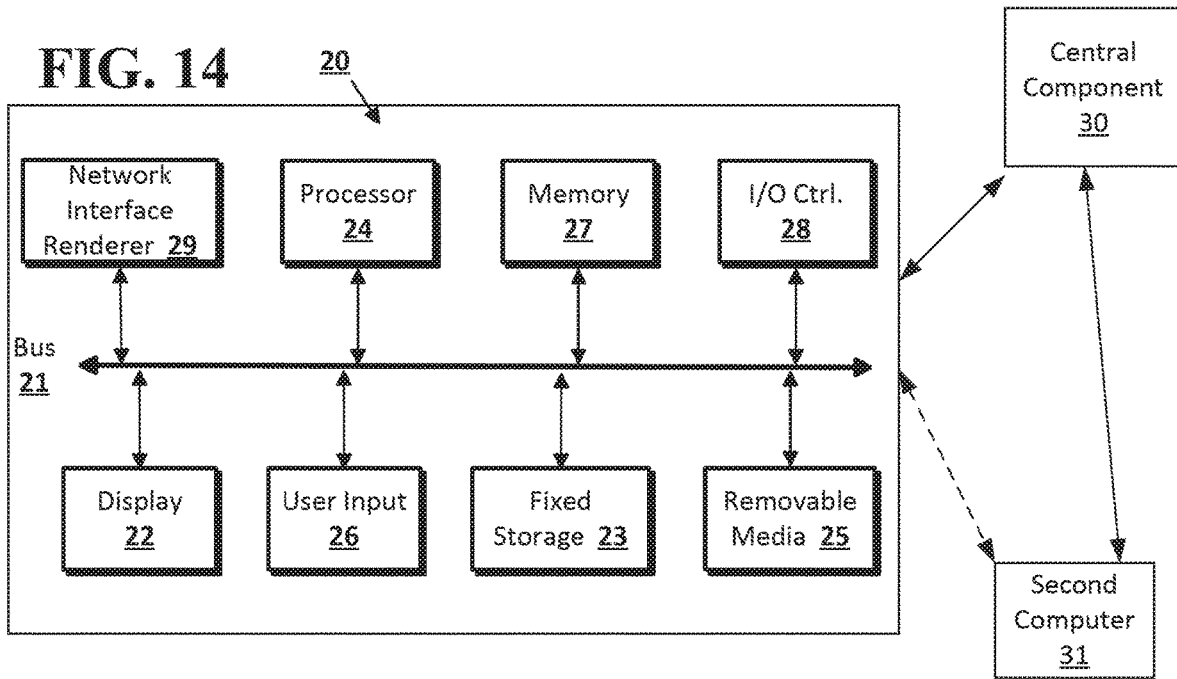 FIG. 14
20
Central
Component
30
Network
Interface
Renderer 29
Processor
24
Memory
27
I/O Ctrl.
28
Bus
21
Display
22
User Input
26
Fixed
Storage 23
Removable
Media 25
Second
Computer
31